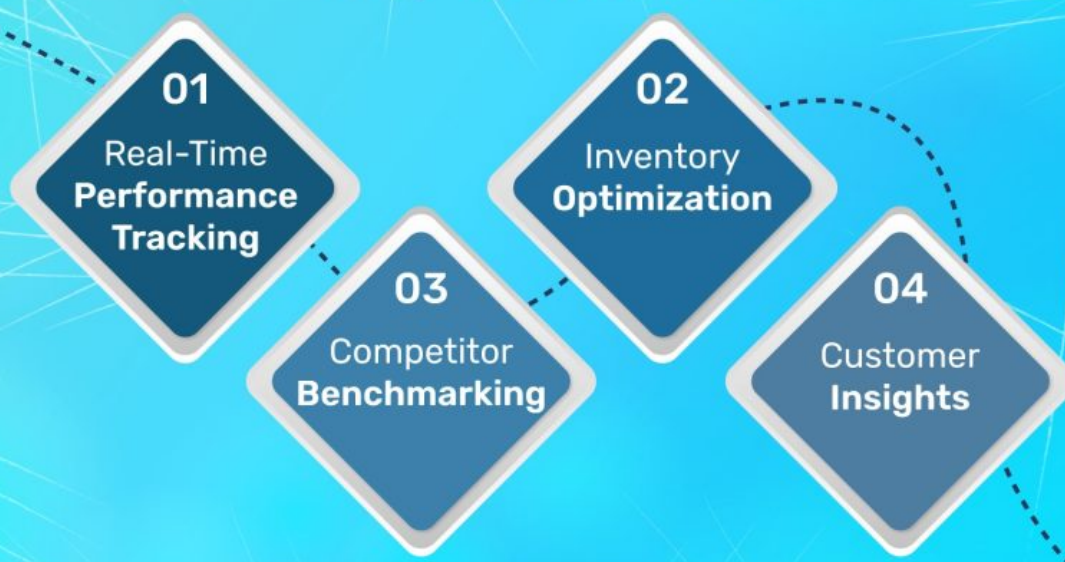 01
Real-Time
Performance
Tracking
02
Inventory
Optimization
03
Competitor
Benchmarking
04
Customer
Insights